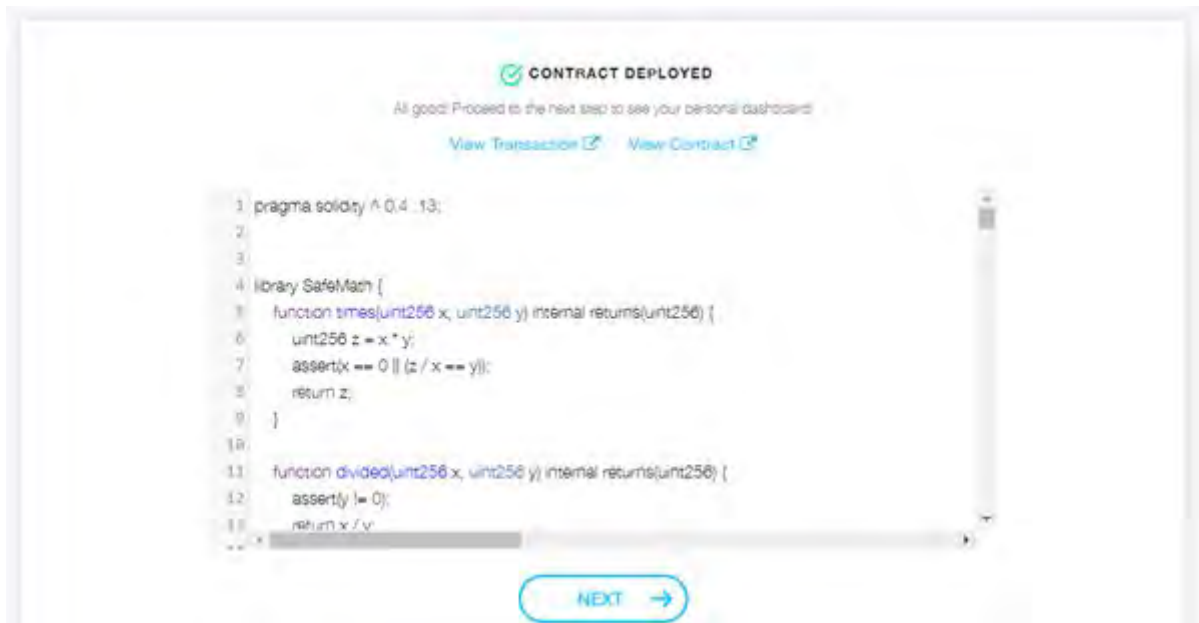 CONTRACT DEPLOYED
All good! Proceed to the next step to see your personal dashboard
View Transaction View Contract
1 pragma solidity ^ 0.4 .13;
2
3
4 library SafeMath {
5 function times(uint256 x, uint256 y) internal returns(uint256) {
6 uint256 z = x * y;
7 assert(x == 0 || (z / x == y));
8 return z;
9 }
10
11 function divided(uint256 x, uint256 y) internal returns(uint256) {
12 assert(y != 0);
13 return x / y;
NEXT